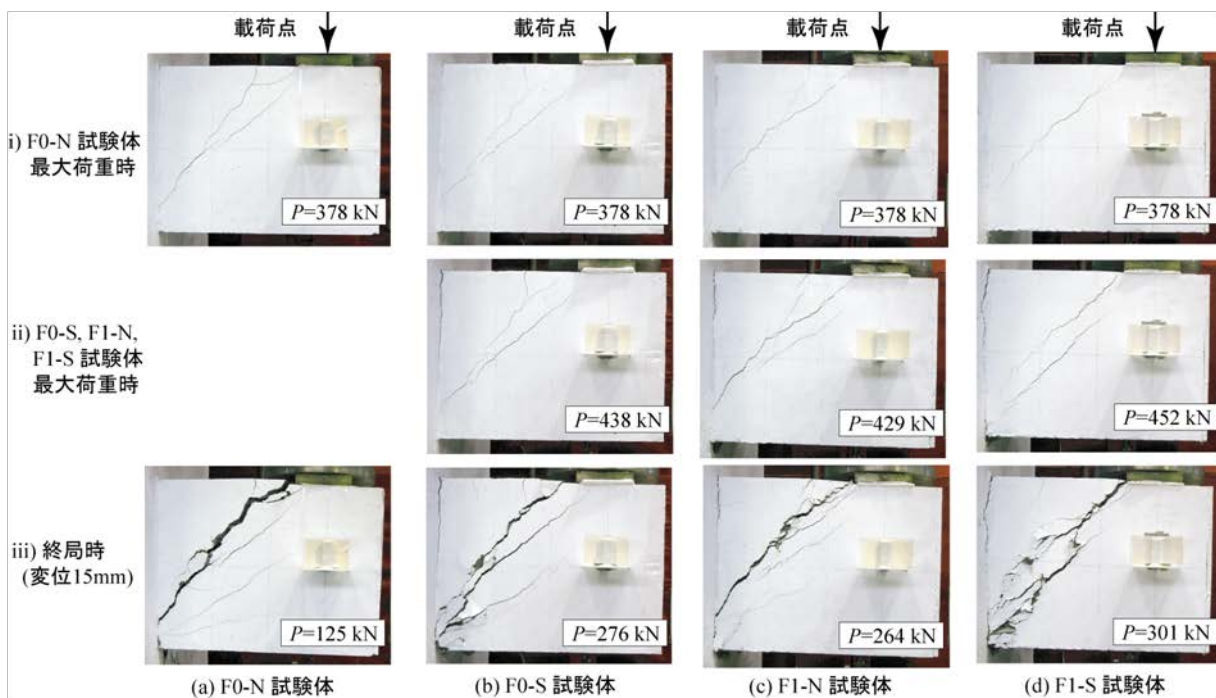 載荷点 載荷点 載荷点 載荷点
i) F0-N 試験体
最大荷重時
P=378 kN P=378 kN P=378 kN P=378 kN
ii) F0-S, F1-N,
F1-S 試験体
最大荷重時
P=438 kN P=429 kN P=452 kN
iii) 終局時
(変位15mm)
P=125 kN P=276 kN P=264 kN P=301 kN
(a) F0-N 試験体 (b) F0-S 試験体 (c) F1-N 試験体 (d) F1-S 試験体